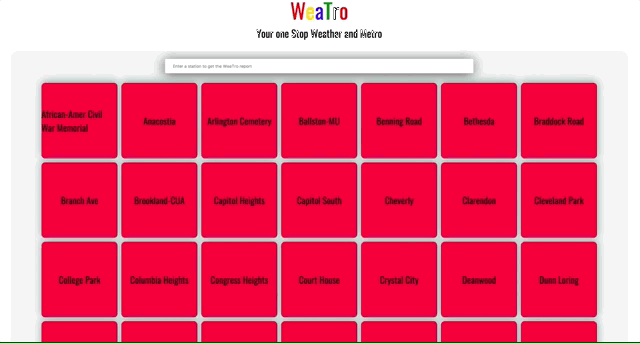 WeaTro
Your one Stop Weather and Metro
Enter a station to get the WeaTro report
African-Amer Civil
War Memorial
Anacostia
Arlington Cemetery
Ballston-MU
Benning Road
Bethesda
Braddock Road
Branch Ave
Brookland-CUA
Capitol Heights
Capitol South
Cheverly
Clarendon
Cleveland Park
College Park
Columbia Heights
Congress Heights
Court House
Crystal City
Deanwood
Dunn Loring